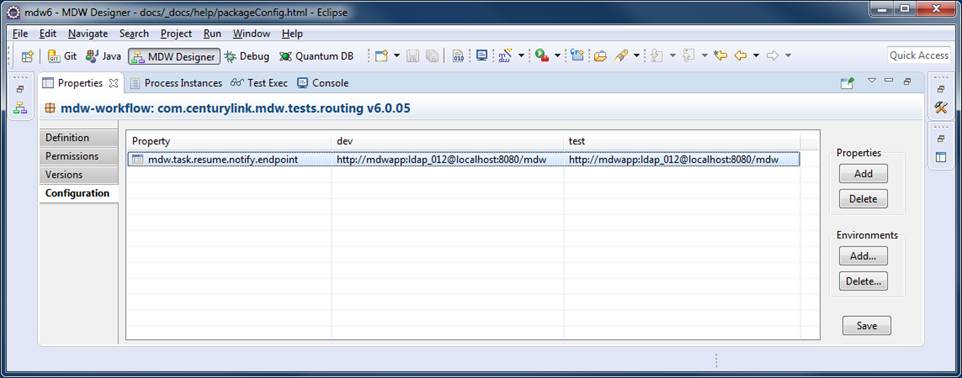 mdw6 - MDW Designer - docs/_docs/help/packageConfig.html - Eclipse
File Edit Navigate Search Project Run Window Help
Git Java MDW Designer Debug Quantum DB Quick Access
Properties Process Instances Test Exec Console
mdw-workflow: com.centurylink.mdw.tests.routing v6.0.05
Definition
Permissions
Versions
Configuration
Property dev test
mdw.task.resume.notify.endpoint http://mdwapp:ldap_012@localhost:8080/mdw http://mdwapp:ldap_012@localhost:8080/mdw
Properties
Add
Delete
Environments
Add...
Delete...
Save